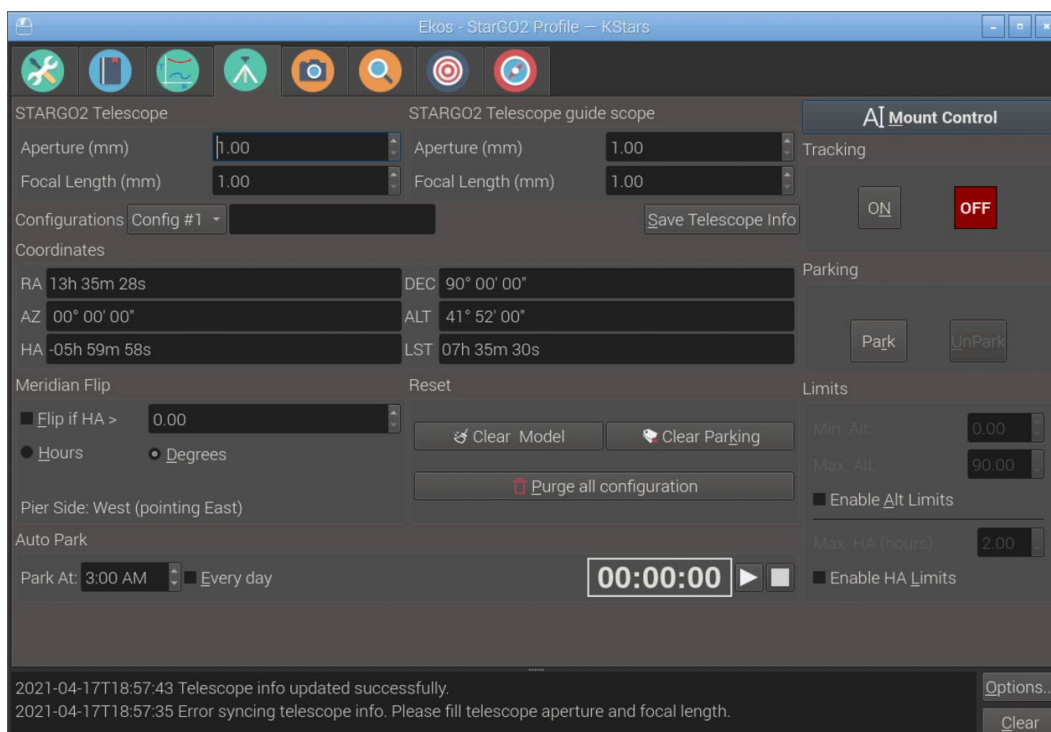 Ekos - StarGO2 Profile — KStars
STARGO2 Telescope
Aperture (mm) 1.00
Focal Length (mm) 1.00
STARGO2 Telescope guide scope
Aperture (mm) 1.00
Focal Length (mm) 1.00
Configurations Config #1
Save Telescope Info
Coordinates
RA 13h 35m 28s DEC 90° 00' 00"
AZ 00° 00' 00" ALT 41° 52' 00"
HA -05h 59m 58s LST 07h 35m 30s
Meridian Flip
Flip if HA > 0.00
Hours Degrees
Pier Side: West (pointing East)
Reset
Clear Model Clear Parking
Purge all configuration
Auto Park
Park At: 3:00 AM Every day
00:00:00
Mount Control
Tracking
ON OFF
Parking
Park UnPark
Limits
Min. Alt. 0.00
Max. Alt. 90.00
Enable Alt Limits
Max. HA (hours): 2.00
Enable HA Limits
2021-04-17T18:57:43 Telescope info updated successfully.
2021-04-17T18:57:35 Error syncing telescope info. Please fill telescope aperture and focal length.
Options..
Clear